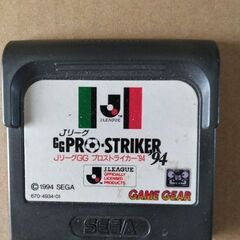 J.LEAGUE
Jリーグ
GG PRO STRIKER '94
JリーグGG プロストライカー'94
J.LEAGUE
OFFICIALLY
LICENSED
PRODUCTS
© 1994 SEGA
670-4934-01
GAME GEAR
SEGA